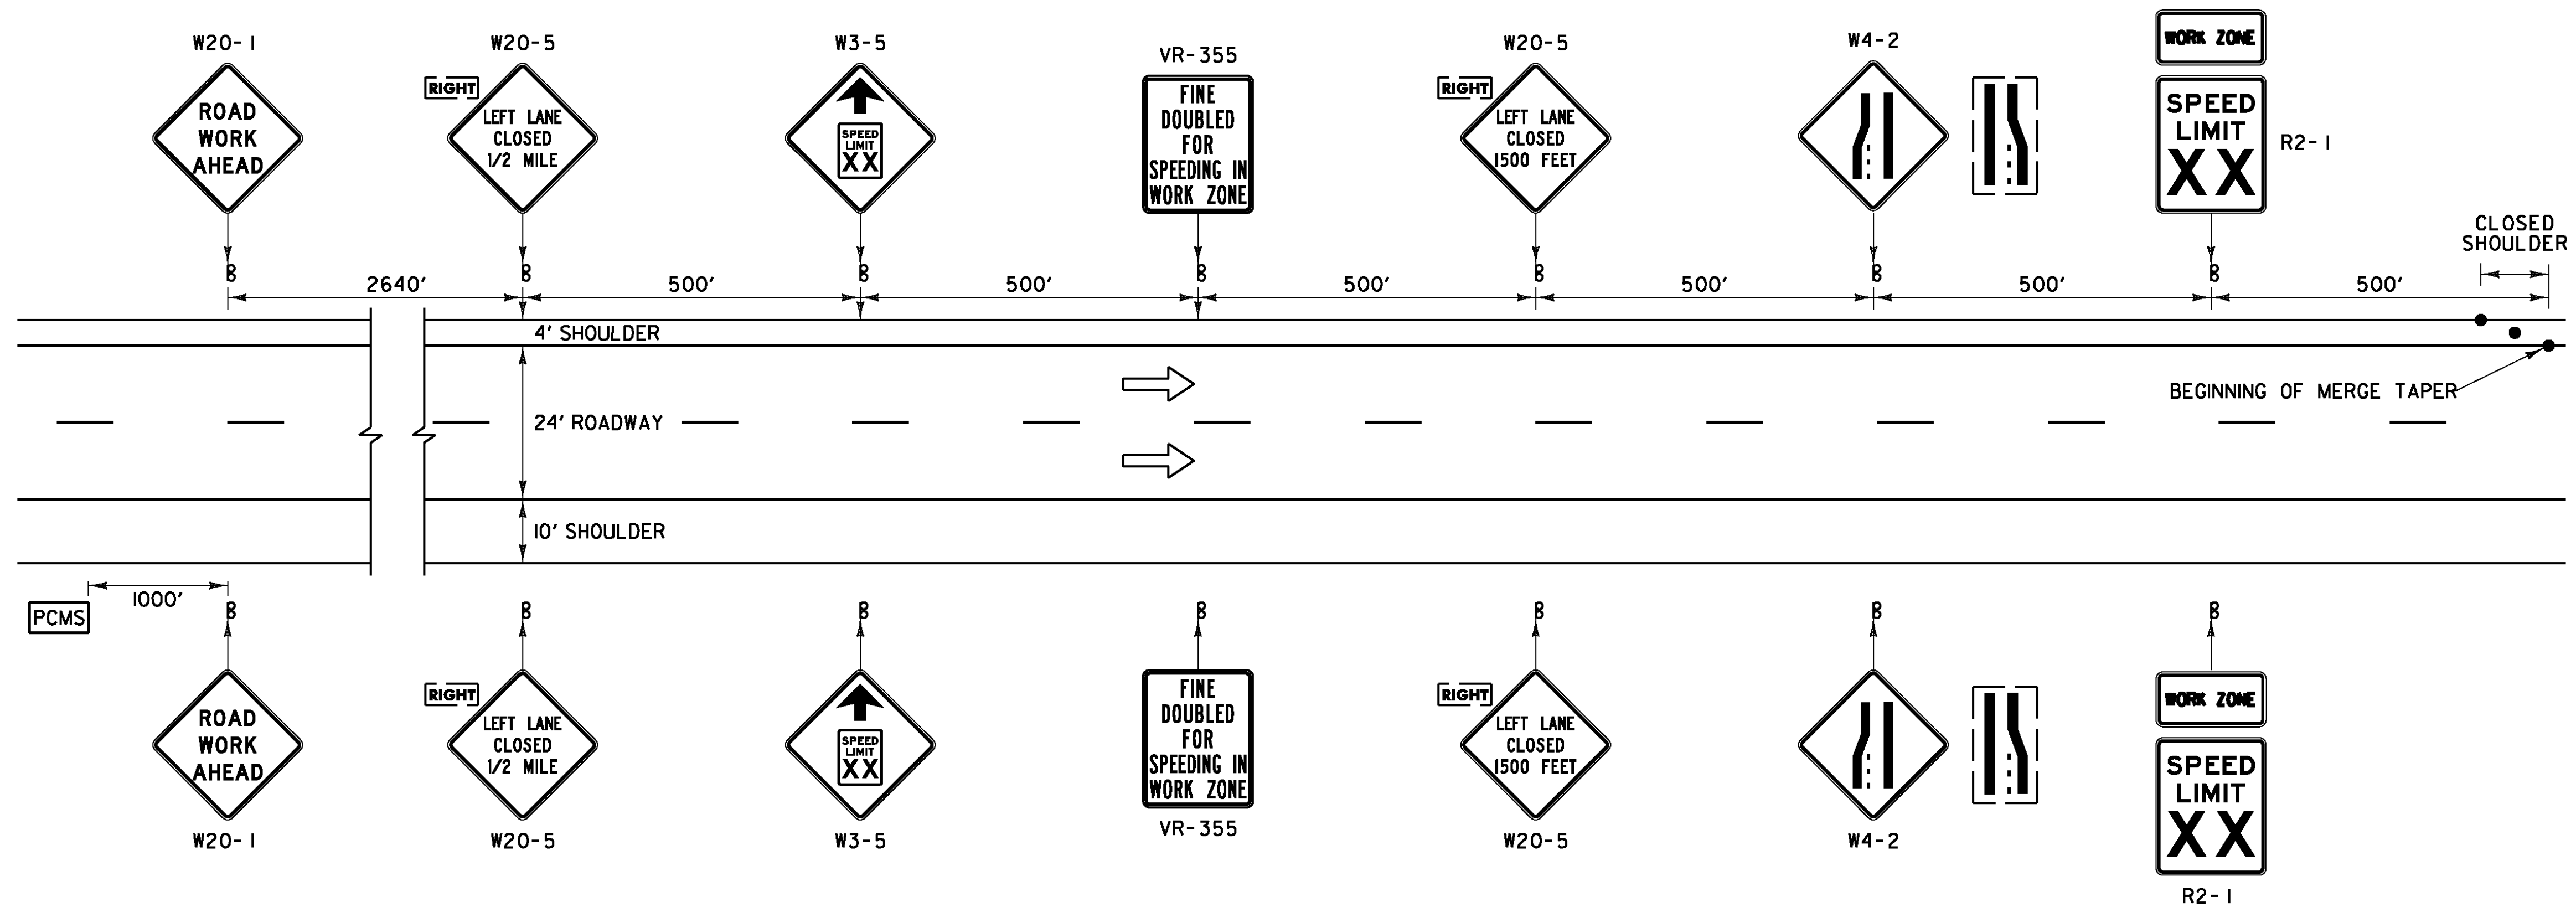 W20-1
W20-5
W3-5
VR-355
W20-5
W4-2
WORK ZONE
ROAD
WORK
AHEAD
RIGHT
LEFT LANE
CLOSED
1/2 MILE
SPEED
LIMIT
XX
FINE
DOUBLED
FOR
SPEEDING IN
WORK ZONE
RIGHT
LEFT LANE
CLOSED
1500 FEET
SPEED
LIMIT
XX
R2-1
CLOSED
SHOULDER
2640'
500'
500'
500'
500'
500'
500'
4' SHOULDER
BEGINNING OF MERGE TAPER
24' ROADWAY
10' SHOULDER
1000'
PCMS
ROAD
WORK
AHEAD
W20-1
RIGHT
LEFT LANE
CLOSED
1/2 MILE
W20-5
SPEED
LIMIT
XX
W3-5
FINE
DOUBLED
FOR
SPEEDING IN
WORK ZONE
VR-355
RIGHT
LEFT LANE
CLOSED
1500 FEET
W20-5
W4-2
WORK ZONE
SPEED
LIMIT
XX
R2-1